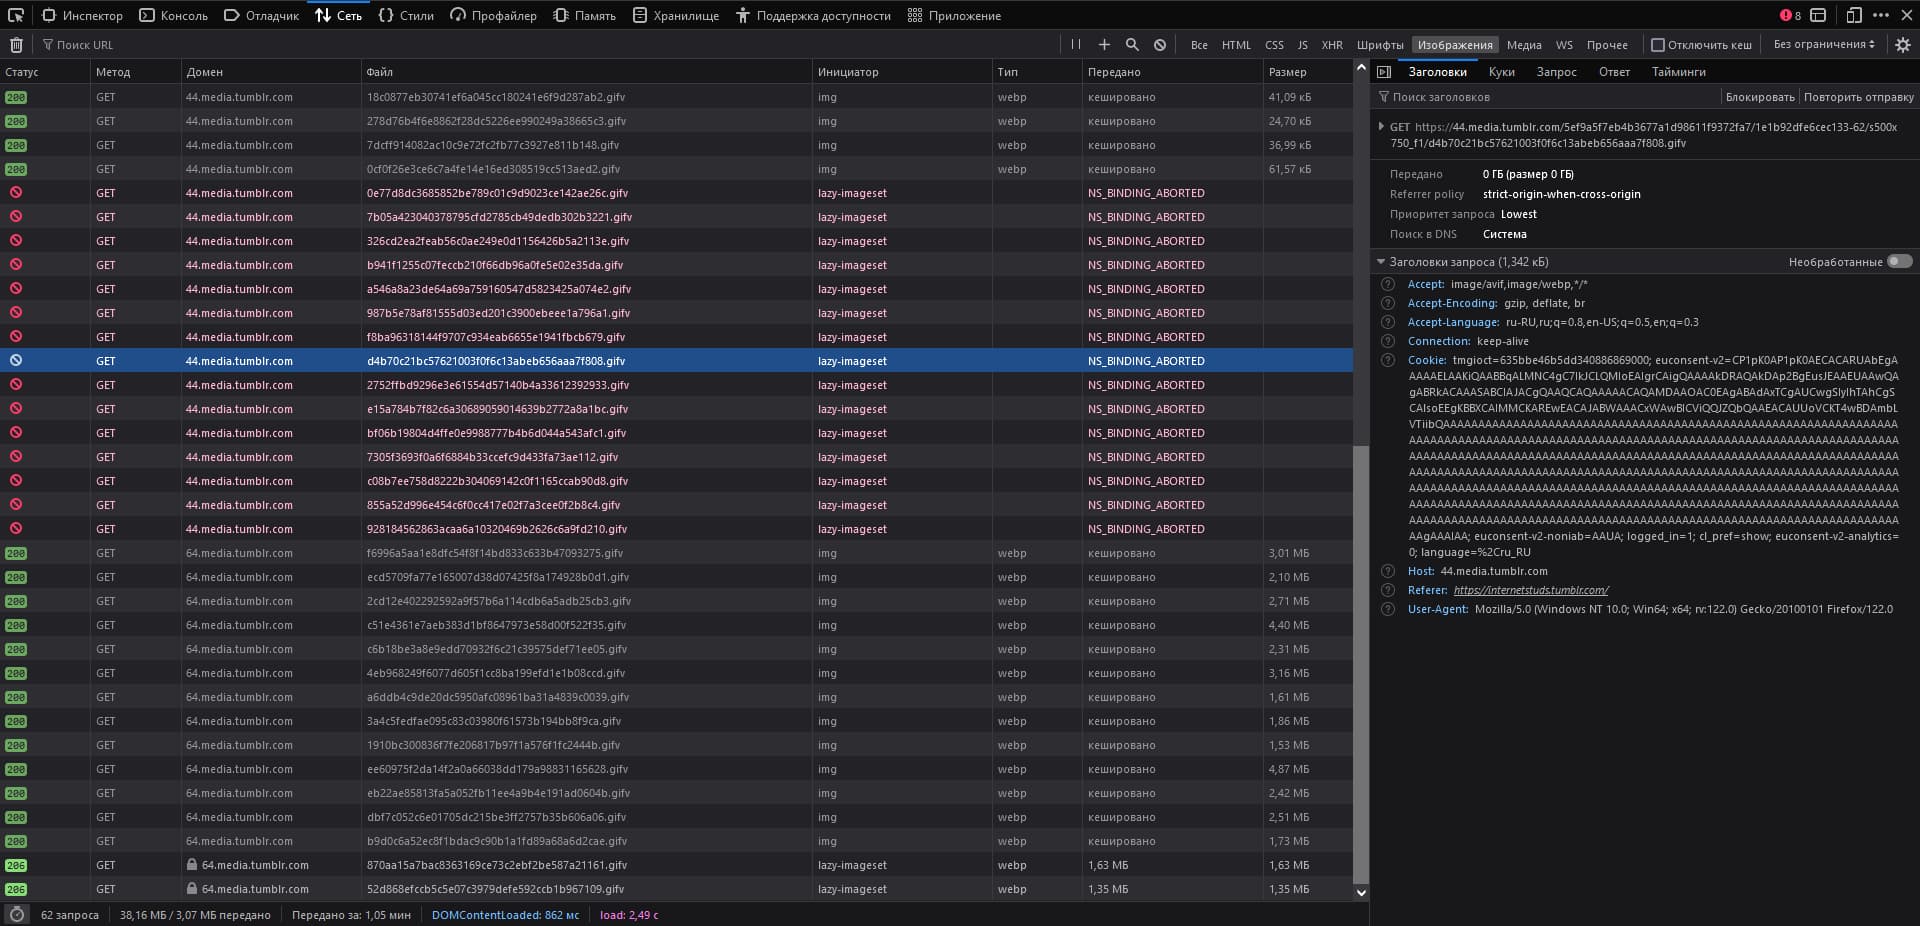 Инспектор Консоль Отладчик Сеть Стили Профайлер Память Хранилище Поддержка доступности Приложение 8
Поиск URL Все HTML CSS JS XHR Шрифты Изображения Медиа WS Прочее Отключить кеш Без ограничения
Статус Метод Домен Файл Инициатор Тип Передано Размер
200 GET 44.media.tumblr.com 18c0877eb30741ef6a045cc180241e6f9d287ab2.gifv img webp кешировано 41,09 кБ
200 GET 44.media.tumblr.com 278d76b4f6e8862f28dc5226ee990249a38665c3.gifv img webp кешировано 24,70 кБ
200 GET 44.media.tumblr.com 7dcff914082ac10c9e72fc2fb77c3927e811b148.gifv img webp кешировано 36,99 кБ
200 GET 44.media.tumblr.com 0cf0f26e3ce6c7a4fe14e16ed308519cc513aed2.gifv img webp кешировано 61,57 кБ
GET 44.media.tumblr.com 0e77d8dc3685852be789c01c9d9023ce142ae26c.gifv lazy-imageset NS_BINDING_ABORTED
GET 44.media.tumblr.com 7b05a423040378795cfd2785cb49dedb302b3221.gifv lazy-imageset NS_BINDING_ABORTED
GET 44.media.tumblr.com 326cd2ea2feab56c0ae249e0d1156426b5a2113e.gifv lazy-imageset NS_BINDING_ABORTED
GET 44.media.tumblr.com b941f1255c07feccb210f66db96a0fe5e02e35da.gifv lazy-imageset NS_BINDING_ABORTED
GET 44.media.tumblr.com a546a8a23de64a69a759160547d5823425a074e2.gifv lazy-imageset NS_BINDING_ABORTED
GET 44.media.tumblr.com 987b5e78af81555d03ed201c3900ebeee1a796a1.gifv lazy-imageset NS_BINDING_ABORTED
GET 44.media.tumblr.com f8ba96318144f9707c934eab6655e1941fbcb679.gifv lazy-imageset NS_BINDING_ABORTED
GET 44.media.tumblr.com d4b70c21bc57621003f0f6c13abeb656aaa7f808.gifv lazy-imageset NS_BINDING_ABORTED
GET 44.media.tumblr.com 2752ffbd9296e3e61554d57140b4a33612392933.gifv lazy-imageset NS_BINDING_ABORTED
GET 44.media.tumblr.com e15a784b7f82c6a30689059014639b2772a8a1bc.gifv lazy-imageset NS_BINDING_ABORTED
GET 44.media.tumblr.com bf06b19804d4ffe0e9988777b4b6d044a543afc1.gifv lazy-imageset NS_BINDING_ABORTED
GET 44.media.tumblr.com 7305f3693f0a6f6884b33ccefc9d433fa73ae112.gifv lazy-imageset NS_BINDING_ABORTED
GET 44.media.tumblr.com c08b7ee758d8222b304069142c0f1165ccab90d8.gifv lazy-imageset NS_BINDING_ABORTED
GET 44.media.tumblr.com 855a52d996e454c6f0cc417e02f7a3cee0f2b8c4.gifv lazy-imageset NS_BINDING_ABORTED
GET 44.media.tumblr.com 928184562863acaa6a10320469b2626c6a9fd210.gifv lazy-imageset NS_BINDING_ABORTED
200 GET 64.media.tumblr.com f6996a5aa1e8dfc54f8f14bd833c633b47093275.gifv img webp кешировано 3,01 МБ
200 GET 64.media.tumblr.com ecd5709fa77e165007d38d07425f8a174928b0d1.gifv img webp кешировано 2,10 МБ
200 GET 64.media.tumblr.com 2cd12e402292592a9f57b6a114cdb6a5adb25cb3.gifv img webp кешировано 2,71 МБ
200 GET 64.media.tumblr.com c51e4361e7aeb383d1bf8647973e58d00f522f35.gifv img webp кешировано 4,40 МБ
200 GET 64.media.tumblr.com c6b18be3a8e9edd70932f6c21c39575def71ee05.gifv img webp кешировано 2,31 МБ
200 GET 64.media.tumblr.com 4eb968249f6077d605f1cc8ba199efd1e1b08ccd.gifv img webp кешировано 3,16 МБ
200 GET 64.media.tumblr.com a6ddb4c9de20dc5950afc08961ba31a4839c0039.gifv img webp кешировано 1,61 МБ
200 GET 64.media.tumblr.com 3a4c5fedfae095c83c03980f61573b194bb8f9ca.gifv img webp кешировано 1,86 МБ
200 GET 64.media.tumblr.com 1910bc300836f7fe206817b97f1a576f1fc2444b.gifv img webp кешировано 1,53 МБ
200 GET 64.media.tumblr.com ee60975f2da14f2a0a66038dd179a98831165628.gifv img webp кешировано 4,87 МБ
200 GET 64.media.tumblr.com eb22ae85813fa5a052fb11ee4a9b4e191ad0604b.gifv img webp кешировано 2,42 МБ
200 GET 64.media.tumblr.com dbf7c052c6e01705dc215be3ff2757b35b606a06.gifv img webp кешировано 2,51 МБ
200 GET 64.media.tumblr.com b9d0c6a52ec8f1bdac9c90b1a1fd89a68a6d2cae.gifv img webp кешировано 1,73 МБ
206 GET 64.media.tumblr.com 870aa15a7bac8363169ce73c2ebf2be587a21161.gifv lazy-imageset webp 1,63 МБ 1,63 МБ
206 GET 64.media.tumblr.com 52d868efccb5c5e07c3979defe592ccb1b967109.gifv lazy-imageset webp 1,35 МБ 1,35 МБ
62 запроса 38,16 МБ / 3,07 МБ передано Передано за: 1,05 мин DOMContentLoaded: 862 мс load: 2,49 с
Заголовки Куки Запрос Ответ Тайминги
Поиск заголовков Блокировать Повторить отправку
GET https://44.media.tumblr.com/5ef9a5f7eb4b3677a1d98611f9372fa7/1e1b92dfe6cec133-62/s500x
750_f1/d4b70c21bc57621003f0f6c13abeb656aaa7f808.gifv
Передано 0 ГБ (размер 0 ГБ)
Referrer policy strict-origin-when-cross-origin
Приоритет запроса Lowest
Поиск в DNS Система
Заголовки запроса (1,342 кБ) Необработанные
Accept: image/avif,image/webp,*/*
Accept-Encoding: gzip, deflate, br
Accept-Language: ru-RU,ru;q=0.8,en-US;q=0.5,en;q=0.3
Connection: keep-alive
Cookie: tmgioct=635bbe46b5dd340886869000; euconsent-v2=
AAgAAAIAA; euconsent-v2-noniab=AAUA; logged_in=1; cl_pref=show; euconsent-v2-analytics=
0; language=%2Cru_RU
Host: 44.media.tumblr.com
Referer: https://internetstuds.tumblr.com/
User-Agent: Mozilla/5.0 (Windows NT 10.0; Win64; x64; rv:122.0) Gecko/20100101 Firefox/122.0